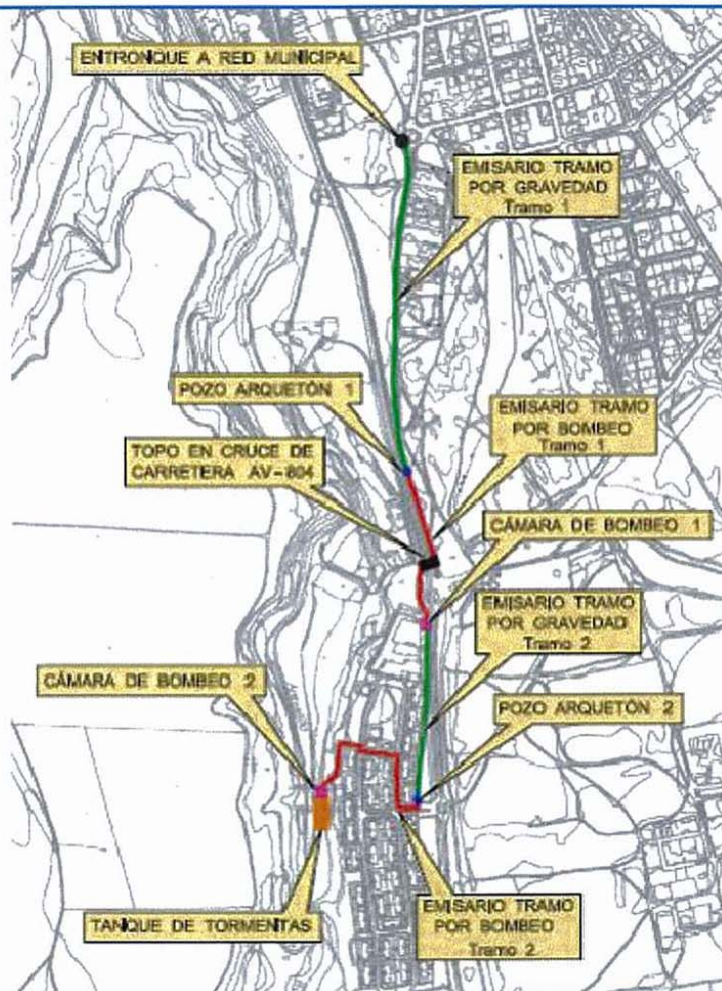 ENTRONQUE A RED MUNICIPAL
EMISARIO TRAMO
POR GRAVEDAD
Tramo 1
POZO ARQUETÓN 1
EMISARIO TRAMO
POR BOMBEO
Tramo 1
TOPO EN CRUCE DE
CARRETERA AV-804
CÁMARA DE BOMBEO 1
EMISARIO TRAMO
POR GRAVEDAD
Tramo 2
CÁMARA DE BOMBEO 2
POZO ARQUETÓN 2
TANQUE DE TORMENTAS
EMISARIO TRAMO
POR BOMBEO
Tramo 2